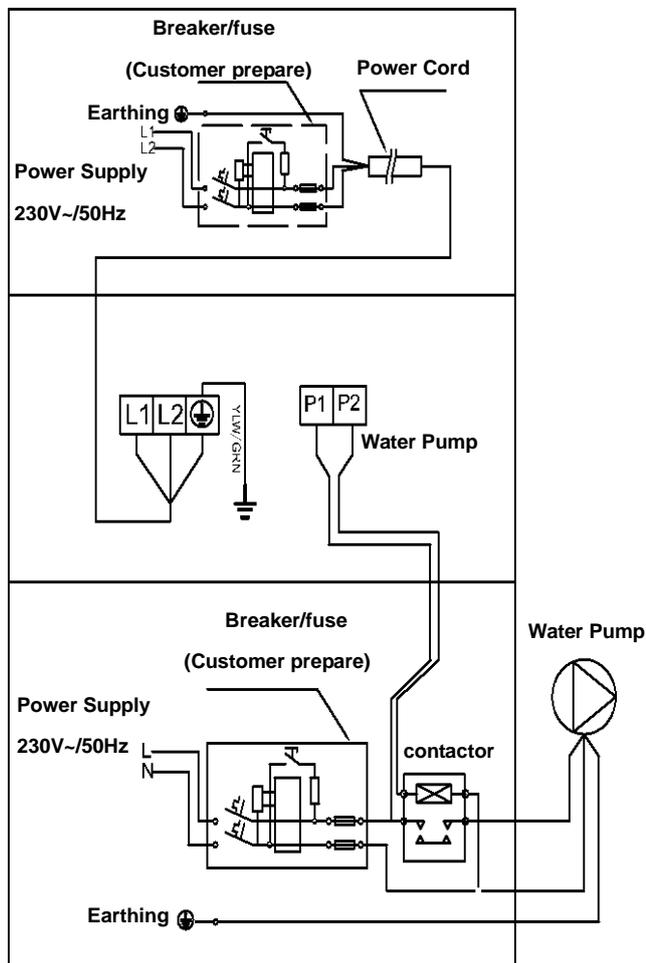 Breaker/fuse
(Customer prepare)
Power Cord
Earthing
L1
L2
Power Supply
230V~/50Hz
L1 L2
YLW/GRN
P1 P2
Water Pump
Breaker/fuse
(Customer prepare)
Water Pump
Power Supply
230V~/50Hz
L
N
contactor
Earthing